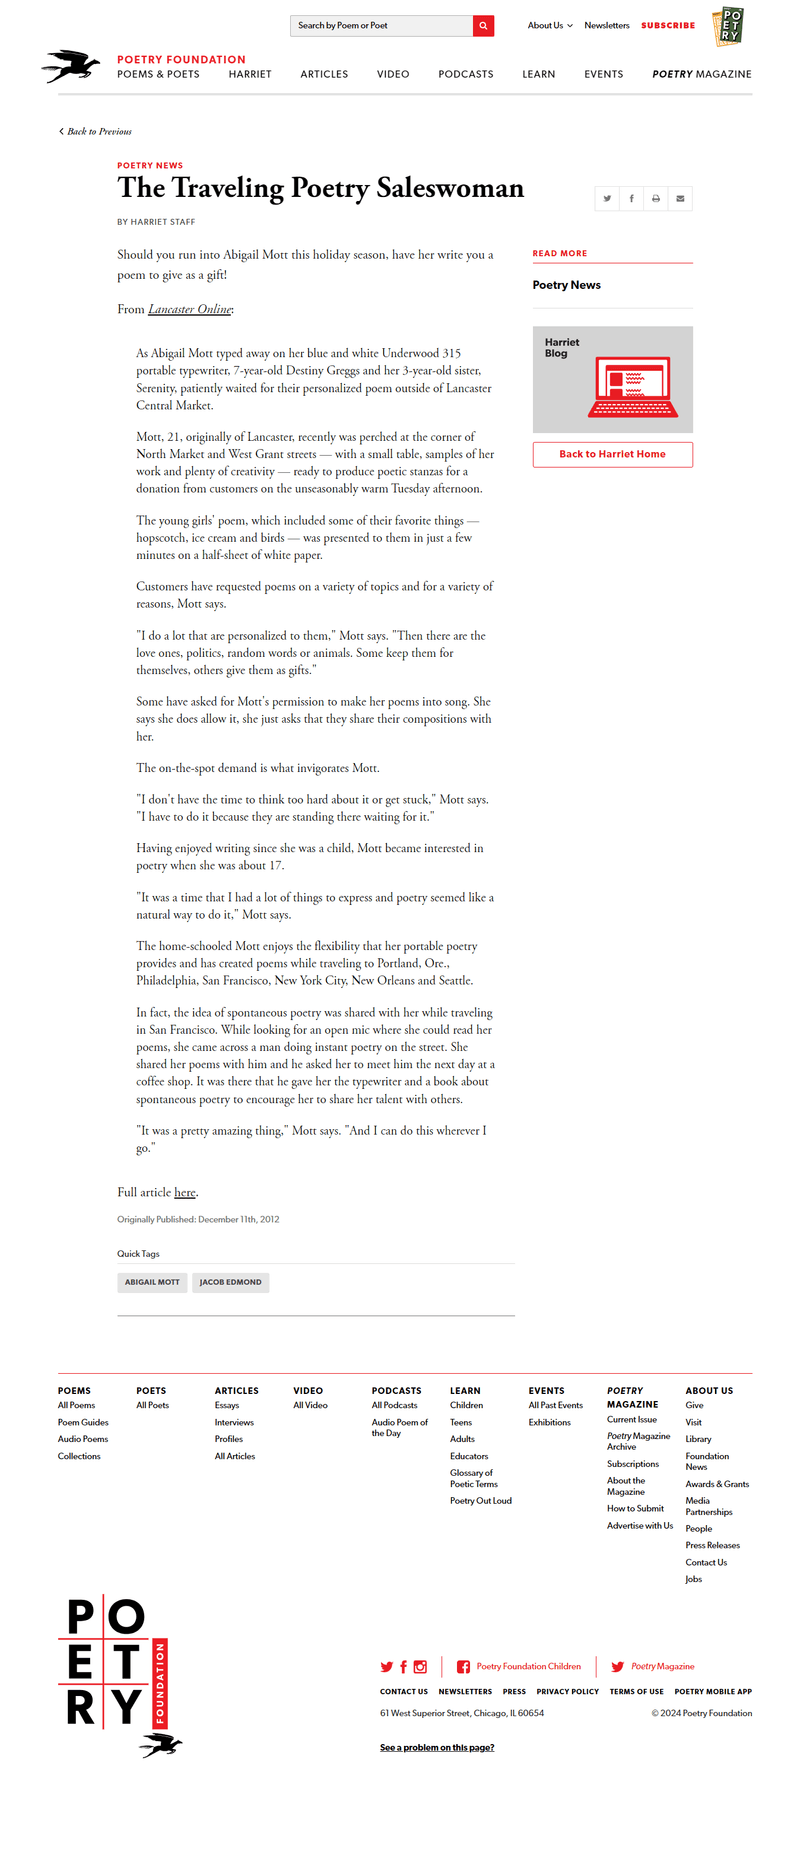 Search by Poem or Poet
About Us
Newsletters
SUBSCRIBE
PO
ET
RY
POETRY FOUNDATION
POEMS & POETS
HARRIET
ARTICLES
VIDEO
PODCASTS
LEARN
EVENTS
POETRY MAGAZINE
Back to Previous
POETRY NEWS
The Traveling Poetry Saleswoman
BY HARRIET STAFF
Should you run into Abigail Mott this holiday season, have her write you a
poem to give as a gift!
From Lancaster Online:
As Abigail Mott typed away on her blue and white Underwood 315
portable typewriter, 7-year-old Destiny Greggs and her 3-year-old sister,
Serenity, patiently waited for their personalized poem outside of Lancaster
Central Market.
Mott, 21, originally of Lancaster, recently was perched at the corner of
North Market and West Grant streets — with a small table, samples of her
work and plenty of creativity — ready to produce poetic stanzas for a
donation from customers on the unseasonably warm Tuesday afternoon.
The young girls' poem, which included some of their favorite things —
hopscotch, ice cream and birds — was presented to them in just a few
minutes on a half-sheet of white paper.
Customers have requested poems on a variety of topics and for a variety of
reasons, Mott says.
"I do a lot that are personalized to them," Mott says. "Then there are the
love ones, politics, random words or animals. Some keep them for
themselves, others give them as gifts."
Some have asked for Mott's permission to make her poems into song. She
says she does allow it, she just asks that they share their compositions with
her.
The on-the-spot demand is what invigorates Mott.
"I don't have the time to think too hard about it or get stuck," Mott says.
"I have to do it because they are standing there waiting for it."
Having enjoyed writing since she was a child, Mott became interested in
poetry when she was about 17.
"It was a time that I had a lot of things to express and poetry seemed like a
natural way to do it," Mott says.
The home-schooled Mott enjoys the flexibility that her portable poetry
provides and has created poems while traveling to Portland, Ore.,
Philadelphia, San Francisco, New York City, New Orleans and Seattle.
In fact, the idea of spontaneous poetry was shared with her while traveling
in San Francisco. While looking for an open mic where she could read her
poems, she came across a man doing instant poetry on the street. She
shared her poems with him and he asked her to meet him the next day at a
coffee shop. It was there that he gave her the typewriter and a book about
spontaneous poetry to encourage her to share her talent with others.
"It was a pretty amazing thing," Mott says. "And I can do this wherever I
go."
Full article here.
Originally Published: December 11th, 2012
Quick Tags
ABIGAIL MOTT
JACOB EDMOND
READ MORE
Poetry News
Harriet
Blog
Back to Harriet Home
POEMS
All Poems
Poem Guides
Audio Poems
Collections
POETS
All Poets
ARTICLES
Essays
Interviews
Profiles
All Articles
VIDEO
All Video
PODCASTS
All Podcasts
Audio Poem of
the Day
LEARN
Children
Teens
Adults
Educators
Glossary of
Poetic Terms
Poetry Out Loud
EVENTS
All Past Events
Exhibitions
POETRY
MAGAZINE
Current Issue
Poetry Magazine
Archive
Subscriptions
About the
Magazine
How to Submit
Advertise with Us
ABOUT US
Give
Visit
Library
Foundation
News
Awards & Grants
Media
Partnerships
People
Press Releases
Contact Us
Jobs
PO
ET
RY
FOUNDATION
Poetry Foundation Children
Poetry Magazine
CONTACT US
NEWSLETTERS
PRESS
PRIVACY POLICY
TERMS OF USE
POETRY MOBILE APP
61 West Superior Street, Chicago, IL 60654
© 2024 Poetry Foundation
See a problem on this page?